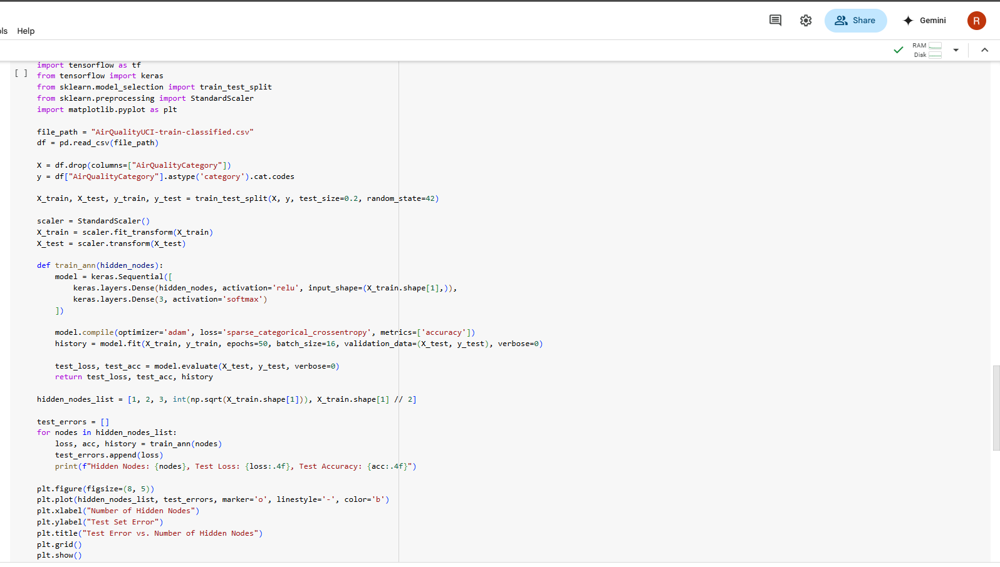 Share
Gemini
R
Help
RAM
Disk
import tensorflow as tf
[ ]
from tensorflow import keras
from sklearn.model_selection import train_test_split
from sklearn.preprocessing import StandardScaler
import matplotlib.pyplot as plt
file_path = "AirQualityUCI-train-classified.csv"
df = pd.read_csv(file_path)
X = df.drop(columns=["AirQualityCategory"])
y = df["AirQualityCategory"].astype('category').cat.codes
X_train, X_test, y_train, y_test = train_test_split(X, y, test_size=0.2, random_state=42)
scaler = StandardScaler()
X_train = scaler.fit_transform(X_train)
X_test = scaler.transform(X_test)
def train_ann(hidden_nodes):
    model = keras.Sequential([
        keras.layers.Dense(hidden_nodes, activation='relu', input_shape=(X_train.shape[1],)),
        keras.layers.Dense(3, activation='softmax')
    ])
    model.compile(optimizer='adam', loss='sparse_categorical_crossentropy', metrics=['accuracy'])
    history = model.fit(X_train, y_train, epochs=50, batch_size=16, validation_data=(X_test, y_test), verbose=0)
    test_loss, test_acc = model.evaluate(X_test, y_test, verbose=0)
    return test_loss, test_acc, history
hidden_nodes_list = [1, 2, 3, int(np.sqrt(X_train.shape[1])), X_train.shape[1] // 2]
test_errors = []
for nodes in hidden_nodes_list:
    loss, acc, history = train_ann(nodes)
    test_errors.append(loss)
    print(f"Hidden Nodes: {nodes}, Test Loss: {loss:.4f}, Test Accuracy: {acc:.4f}")
plt.figure(figsize=(8, 5))
plt.plot(hidden_nodes_list, test_errors, marker='o', linestyle='-', color='b')
plt.xlabel("Number of Hidden Nodes")
plt.ylabel("Test Set Error")
plt.title("Test Error vs. Number of Hidden Nodes")
plt.grid()
plt.show()